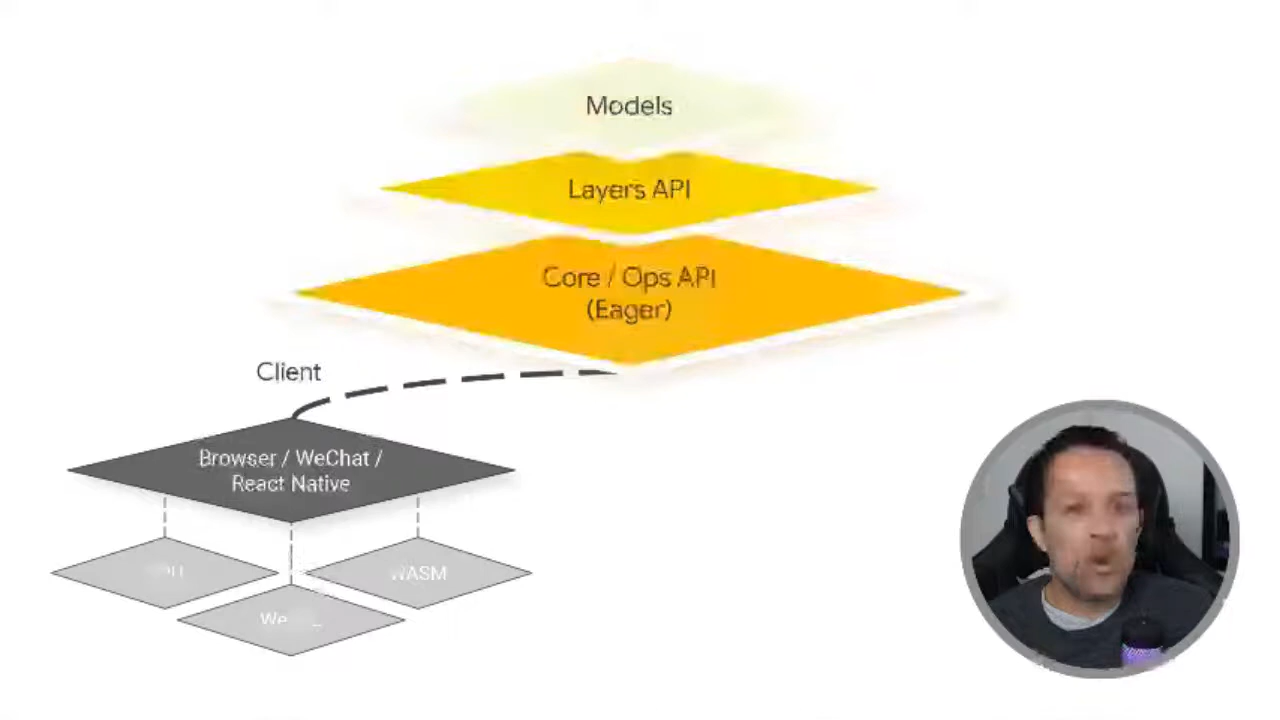 Models
Layers API
Core / Ops API
(Eager)
Client
Browser / WeChat /
React Native
WASM